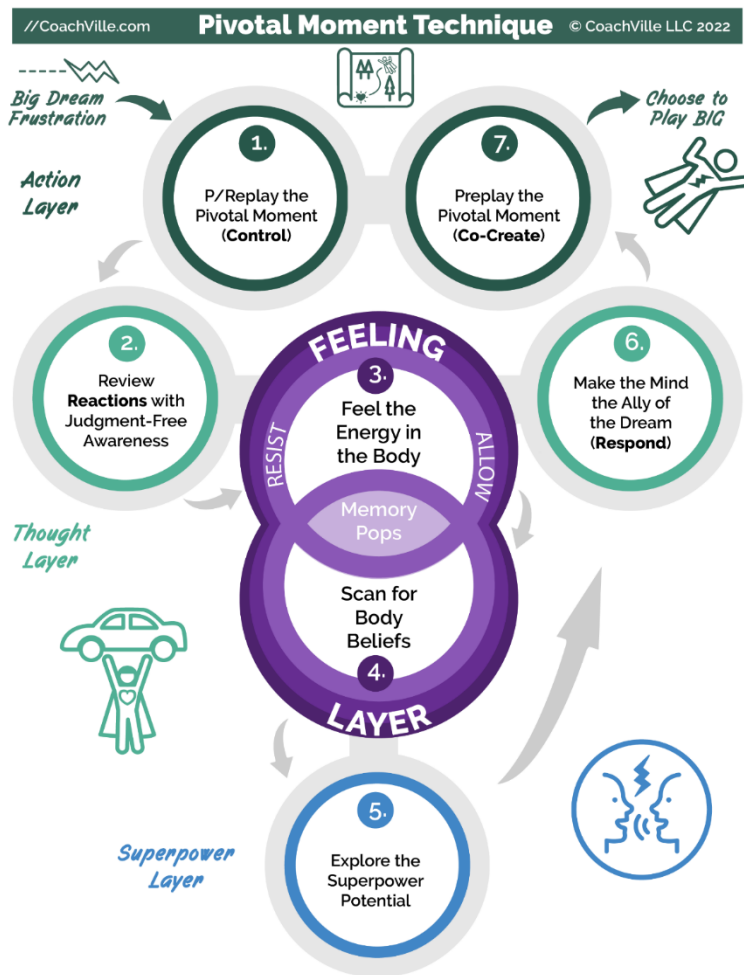 //CoachVille.com
Pivotal Moment Technique
© CoachVille LLC 2022
Big Dream
Frustration
Action
Layer
1.
P/Replay the
Pivotal Moment
(Control)
7.
Preplay the
Pivotal Moment
(Co-Create)
Choose to
Play BIG
2.
Review
Reactions with
Judgment-Free
Awareness
FEELING
3.
Feel the
Energy in
the Body
RESIST
ALLOW
Memory
Pops
Scan for
Body
Beliefs
4.
LAYER
6.
Make the Mind
the Ally of
the Dream
(Respond)
Thought
Layer
5.
Explore the
Superpower
Potential
Superpower
Layer